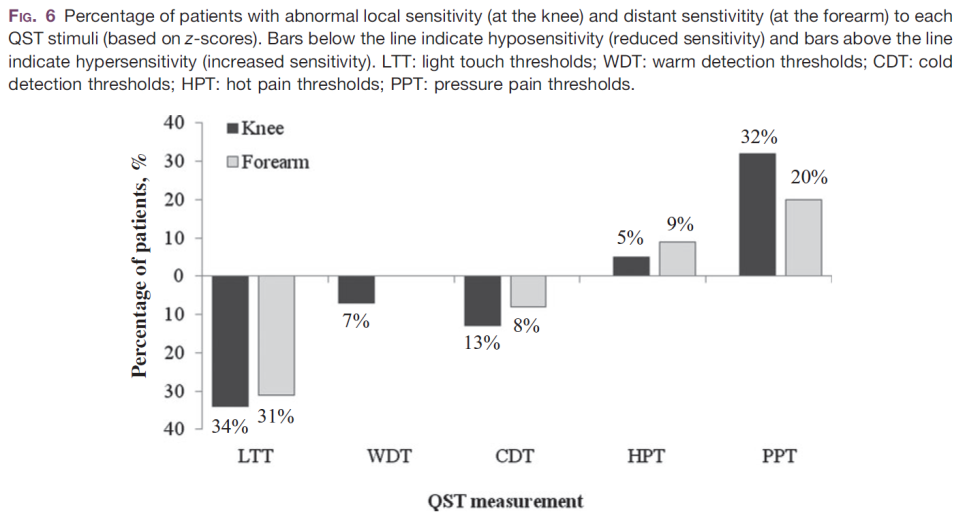 FIG. 6 Percentage of patients with abnormal local sensitivity (at the knee) and distant senstivitity (at the forearm) to each
QST stimuli (based on z-scores). Bars below the line indicate hyposensitivity (reduced sensitivity) and bars above the line
indicate hypersensitivity (increased sensitivity). LTT: light touch thresholds; WDT: warm detection thresholds; CDT: cold
detection thresholds; HPT: hot pain thresholds; PPT: pressure pain thresholds.
Percentage of patients, %
40
30
20
10
0
10
20
30
40
Knee
Forearm
34%
31%
7%
13%
8%
5%
9%
32%
20%
LTT
WDT
CDT
HPT
PPT
QST measurement